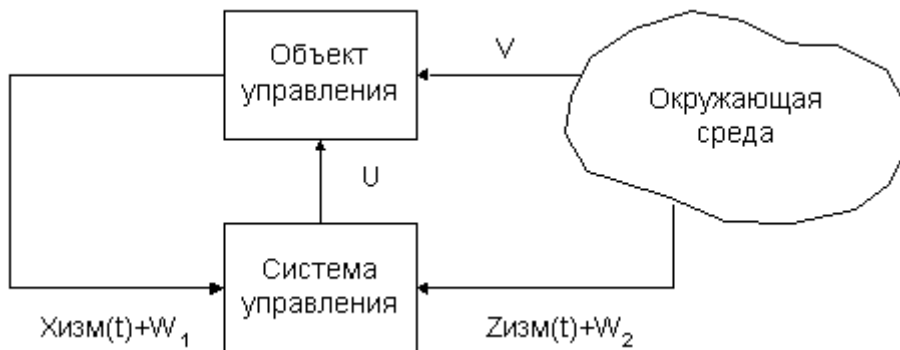 Объект
управления
V
Окружающая
среда
U
Система
управления
Xизм(t)+W₁
Zизм(t)+W₂